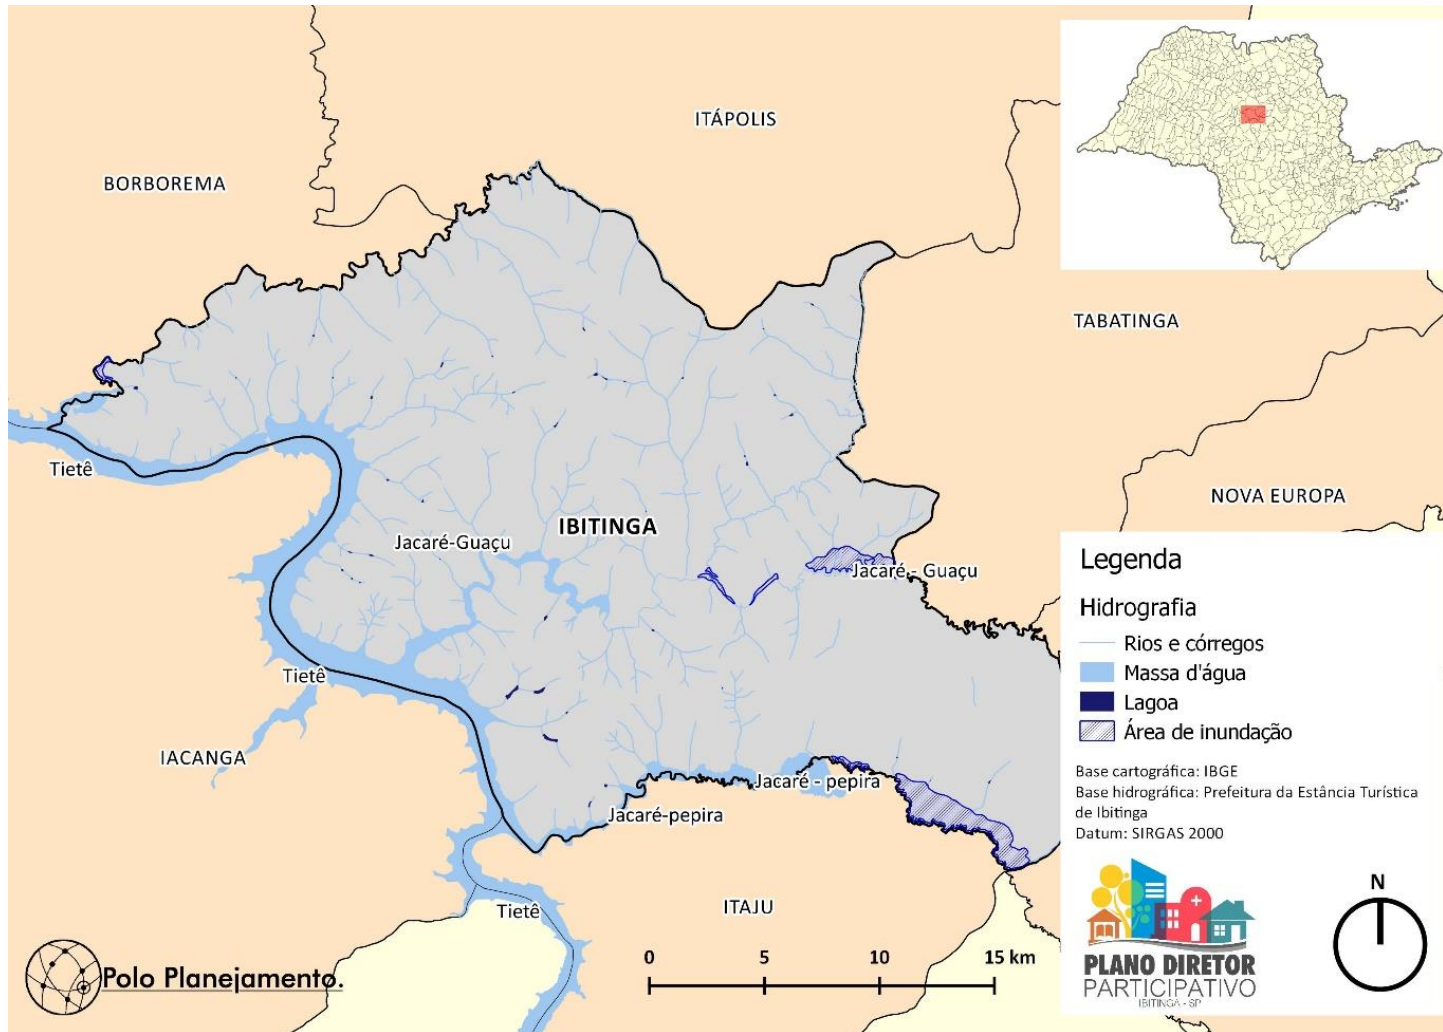 ITÁPOLIS
BORBOREMA
TABATINGA
Tietê
NOVA EUROPA
IBITINGA
Jacaré-Guaçu
Jacaré - Guaçu
Tietê
IACANGA
Jacaré - pepira
Jacaré-pepira
ITAJU
Tietê
0 5 10 15 km
Polo Planejamento.
Legenda
Hidrografia
Rios e córregos
Massa d'água
Lagoa
Área de inundação
Base cartográfica: IBGE
Base hidrográfica: Prefeitura da Estância Turística
de Ibitinga
Datum: SIRGAS 2000
PLANO DIRETOR
PARTICIPATIVO
IBITINGA - SP
N